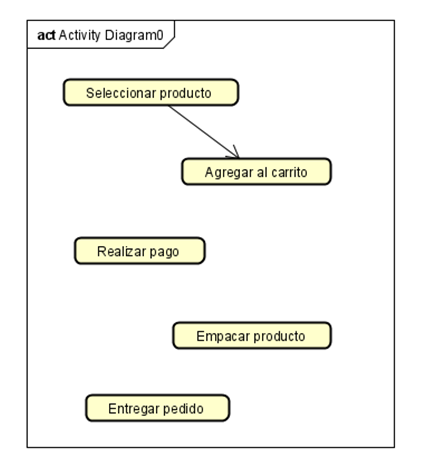 act Activity Diagram0
Seleccionar producto
Agregar al carrito
Realizar pago
Empacar producto
Entregar pedido